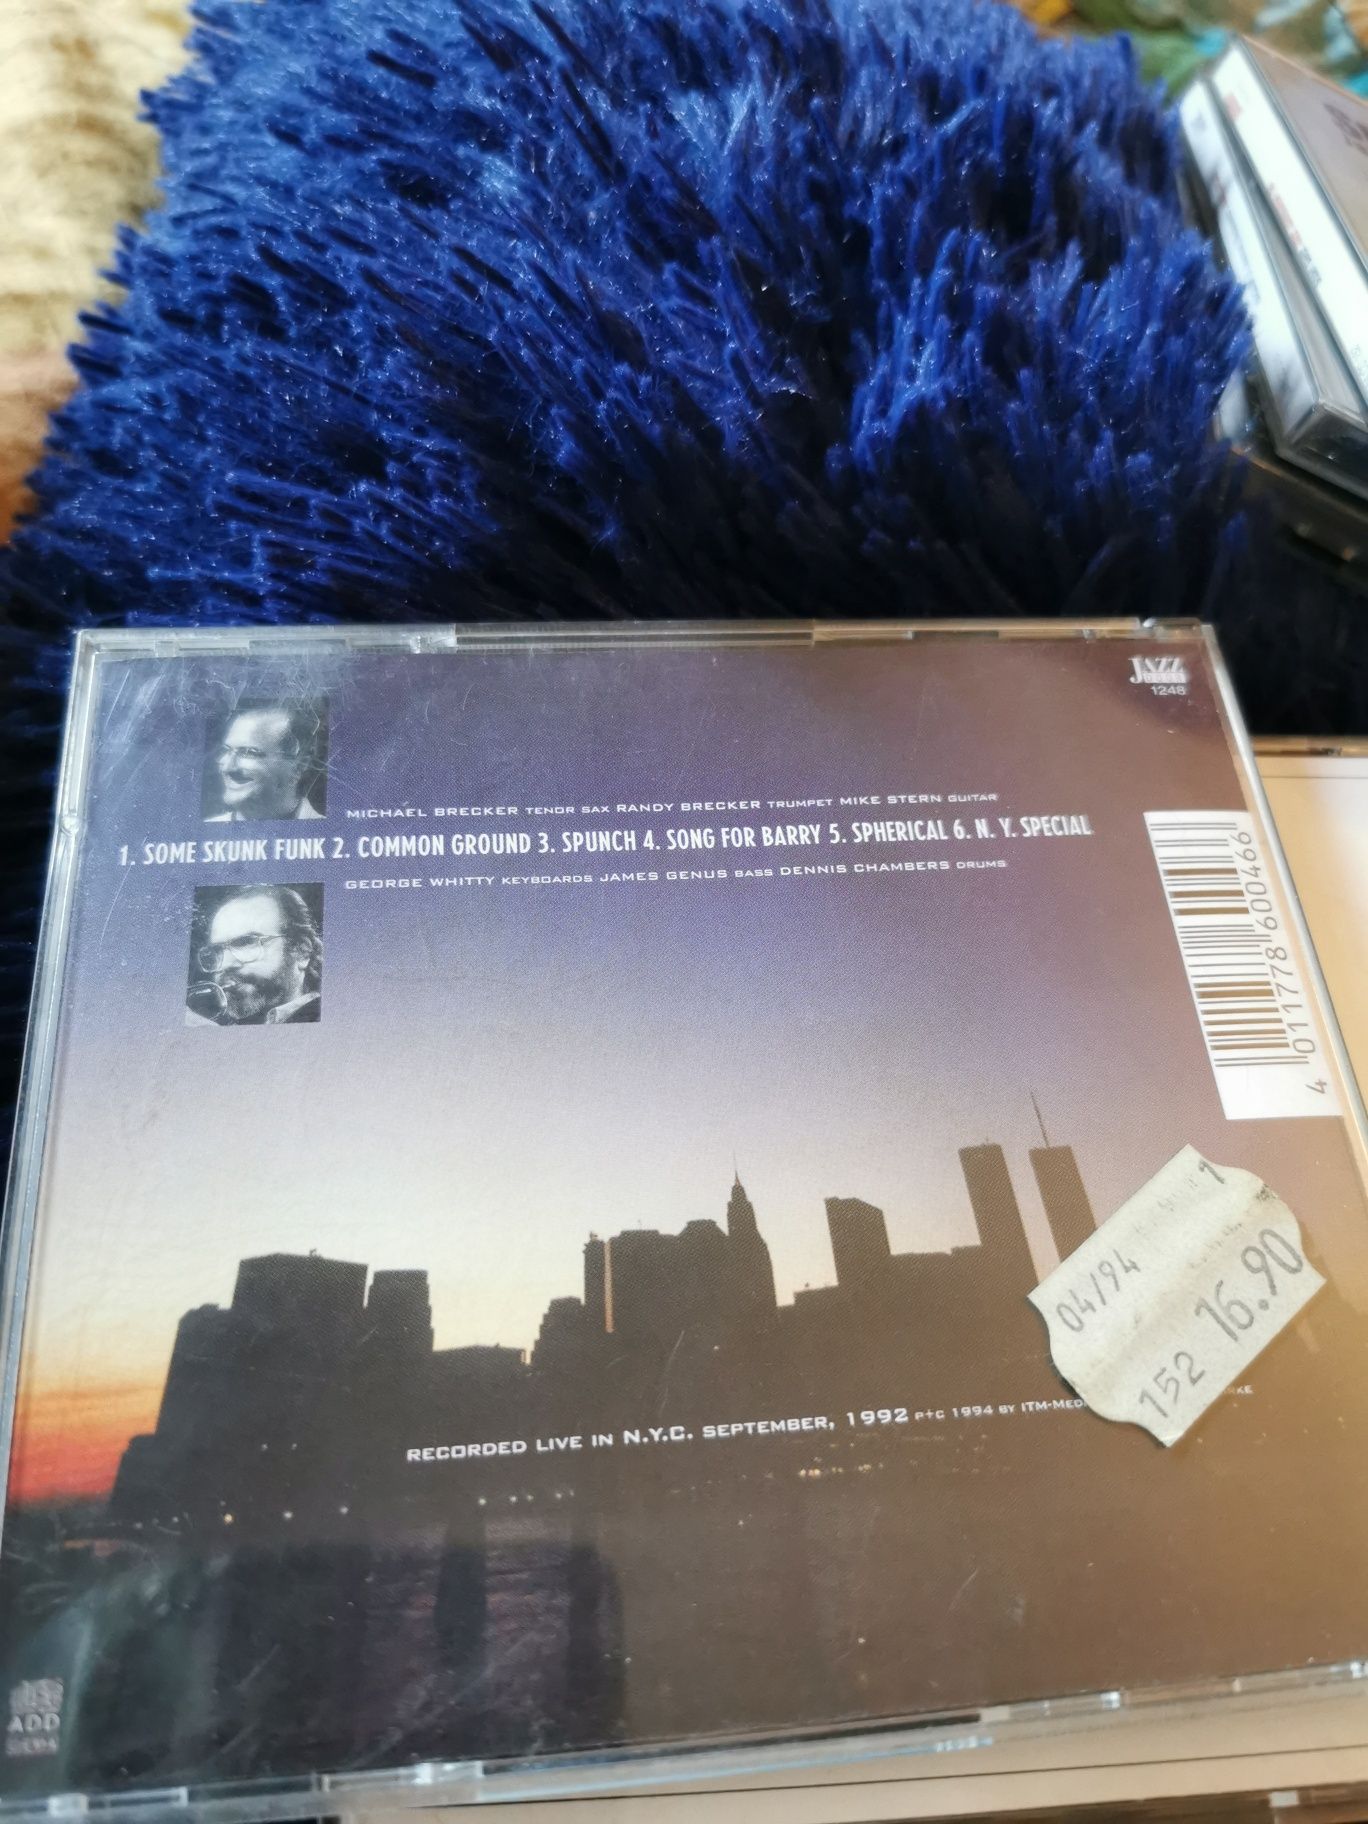 JAZZ
DOOR
1248
MICHAEL BRECKER TENOR SAX RANDY BRECKER TRUMPET MIKE STERN GUITAR
1. SOME SKUNK FUNK 2. COMMON GROUND 3. SPUNCH 4. SONG FOR BARRY 5. SPHERICAL 6. N. Y. SPECIAL
GEORGE WHITTY KEYBOARDS JAMES GENUS BASS DENNIS CHAMBERS DRUMS
4 011778 600466
04/94
152 16.90
RECORDED LIVE IN N.Y.C. SEPTEMBER, 1992 P+C 1994 BY ITM-MED
ADD